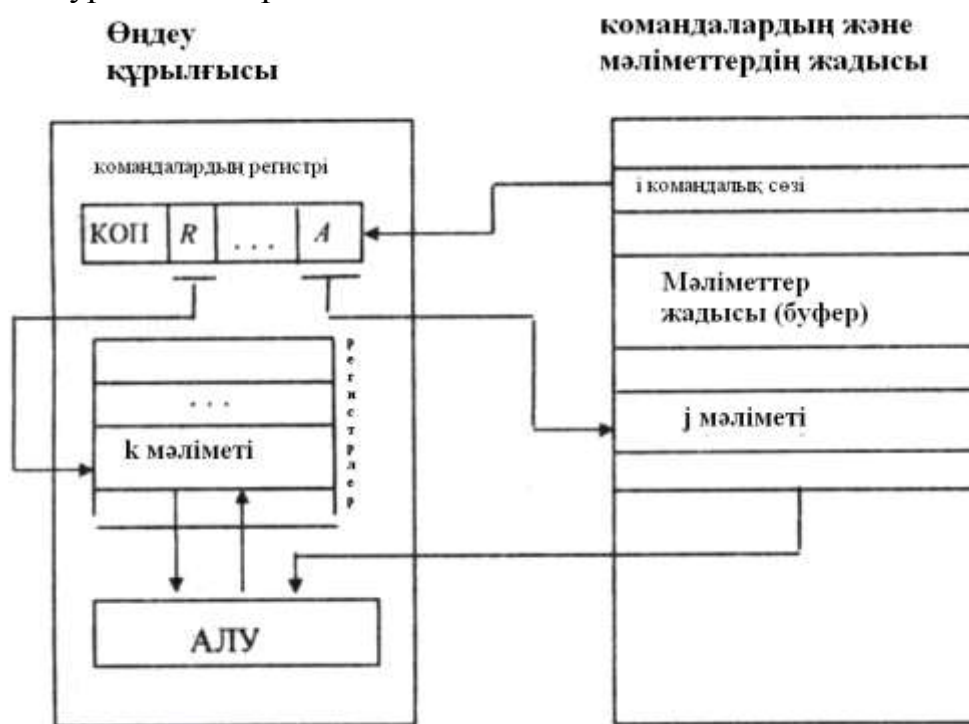 Өңдеу
құрылғысы
командалардың және
мәліметтердің жадысы
командалардың регистрі
КОП R ... A
і командалық сөзі
Мәліметтер
жадысы (буфер)
регистрлер
...
k мәліметі
j мәліметі
АЛУ